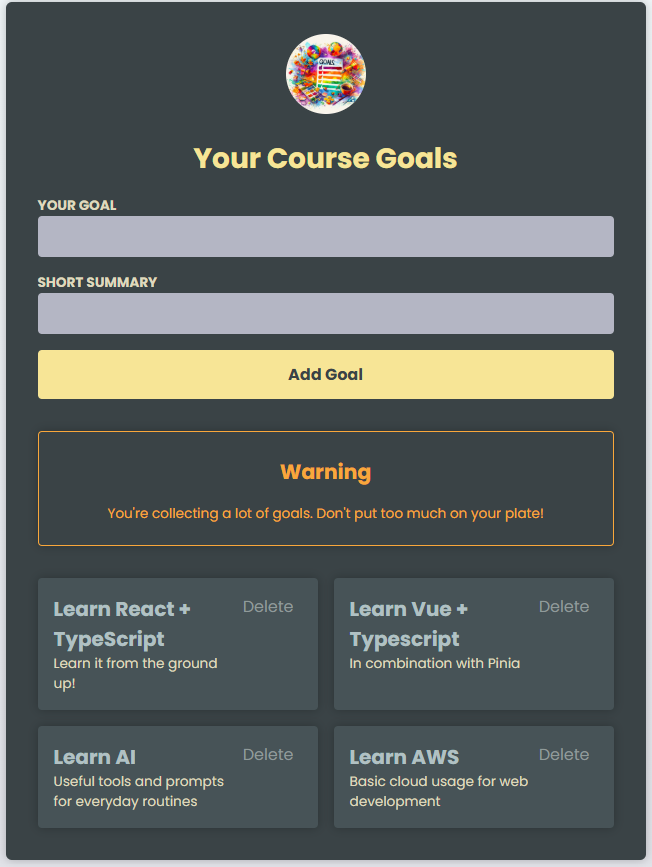 GOALS
Your Course Goals
YOUR GOAL
SHORT SUMMARY
Add Goal
Warning
You're collecting a lot of goals. Don't put too much on your plate!
Learn React +
TypeScript
Delete
Learn it from the ground
up!
Learn Vue +
Typescript
Delete
In combination with Pinia
Learn AI
Delete
Useful tools and prompts
for everyday routines
Learn AWS
Delete
Basic cloud usage for web
development